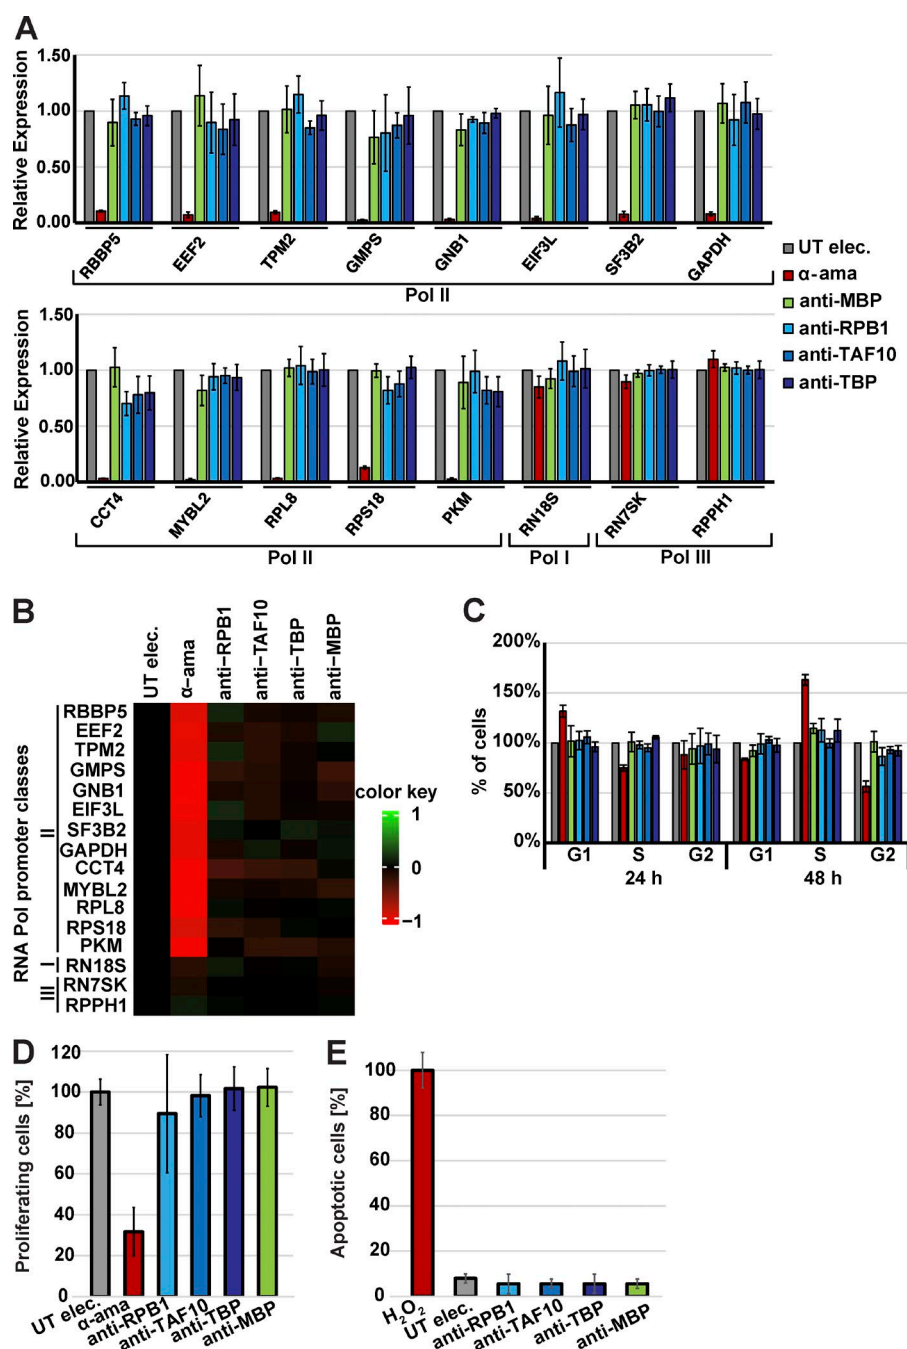 A
Relative Expression
1.50
1.00
0.50
0.00
RBBP5
EEF2
TPM2
GMPS
GNB1
EIF3L
SF3B2
GAPDH
Pol II
UT elec.
α-ama
anti-MBP
anti-RPB1
anti-TAF10
anti-TBP
Relative Expression
1.50
1.00
0.50
0.00
CCT4
MYBL2
RPL8
RPS18
PKM
RN18S
RN7SK
RPPH1
Pol II
Pol I
Pol III
B
UT elec.
α−ama
anti−RPB1
anti−TAF10
anti−TBP
anti−MBP
RNA Pol promoter classes
II
I
III
RBBP5
EEF2
TPM2
GMPS
GNB1
EIF3L
SF3B2
GAPDH
CCT4
MYBL2
RPL8
RPS18
PKM
RN18S
RN7SK
RPPH1
color key
1
0
−1
C
% of cells
200%
150%
100%
50%
0%
G1 S G2 G1 S G2
24 h 48 h
D
Proliferating cells [%]
120
100
80
60
40
20
0
UT elec.
α-ama
anti-RPB1
anti-TAF10
anti-TBP
anti-MBP
E
Apoptotic cells [%]
100
80
60
40
20
0
H2O2
UT elec.
anti-RPB1
anti-TAF10
anti-TBP
anti-MBP